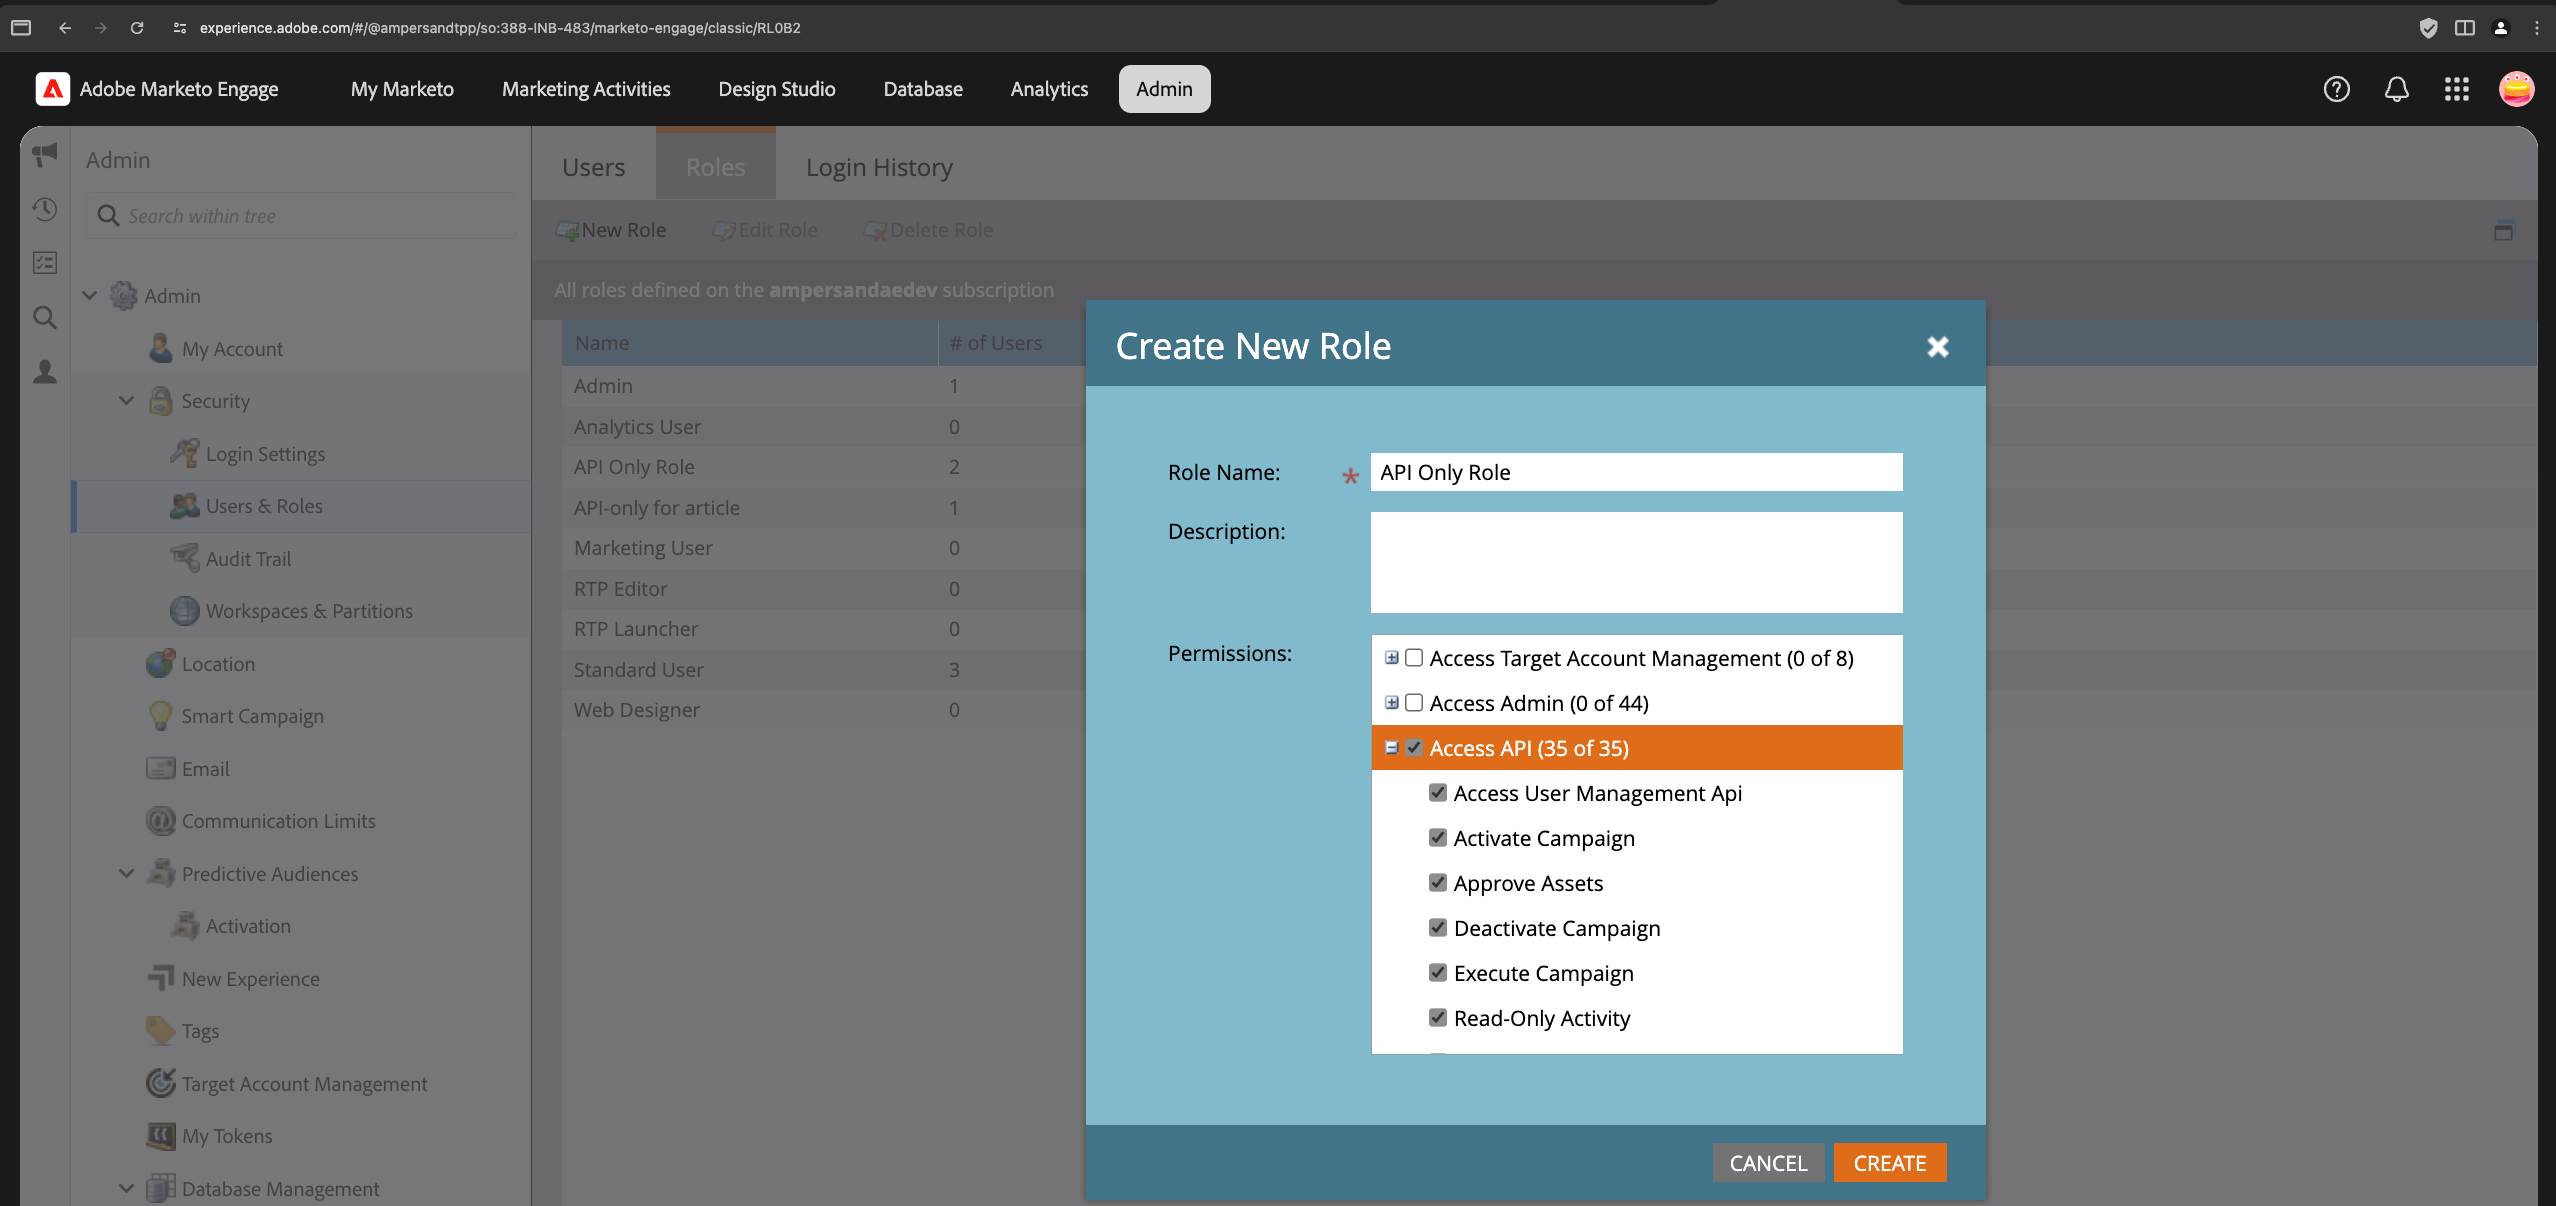 experience.adobe.com/#/@ampersandtpp/so:388-INB-483/marketo-engage/classic/RL0B2
Adobe Marketo Engage
My Marketo
Marketing Activities
Design Studio
Database
Analytics
Admin
Admin
Search within tree
Admin
My Account
Security
Login Settings
Users & Roles
Audit Trail
Workspaces & Partitions
Location
Smart Campaign
Email
Communication Limits
Predictive Audiences
Activation
New Experience
Tags
Target Account Management
My Tokens
Database Management
Users
Roles
Login History
New Role
Edit Role
Delete Role
All roles defined on the ampersandaedev subscription
Name # of Users
Admin 1
Analytics User 0
API Only Role 2
API-only for article 1
Marketing User 0
RTP Editor 0
RTP Launcher 0
Standard User 3
Web Designer 0
Create New Role
Role Name: * API Only Role
Description:
Permissions:
Access Target Account Management (0 of 8)
Access Admin (0 of 44)
Access API (35 of 35)
Access User Management Api
Activate Campaign
Approve Assets
Deactivate Campaign
Execute Campaign
Read-Only Activity
CANCEL
CREATE